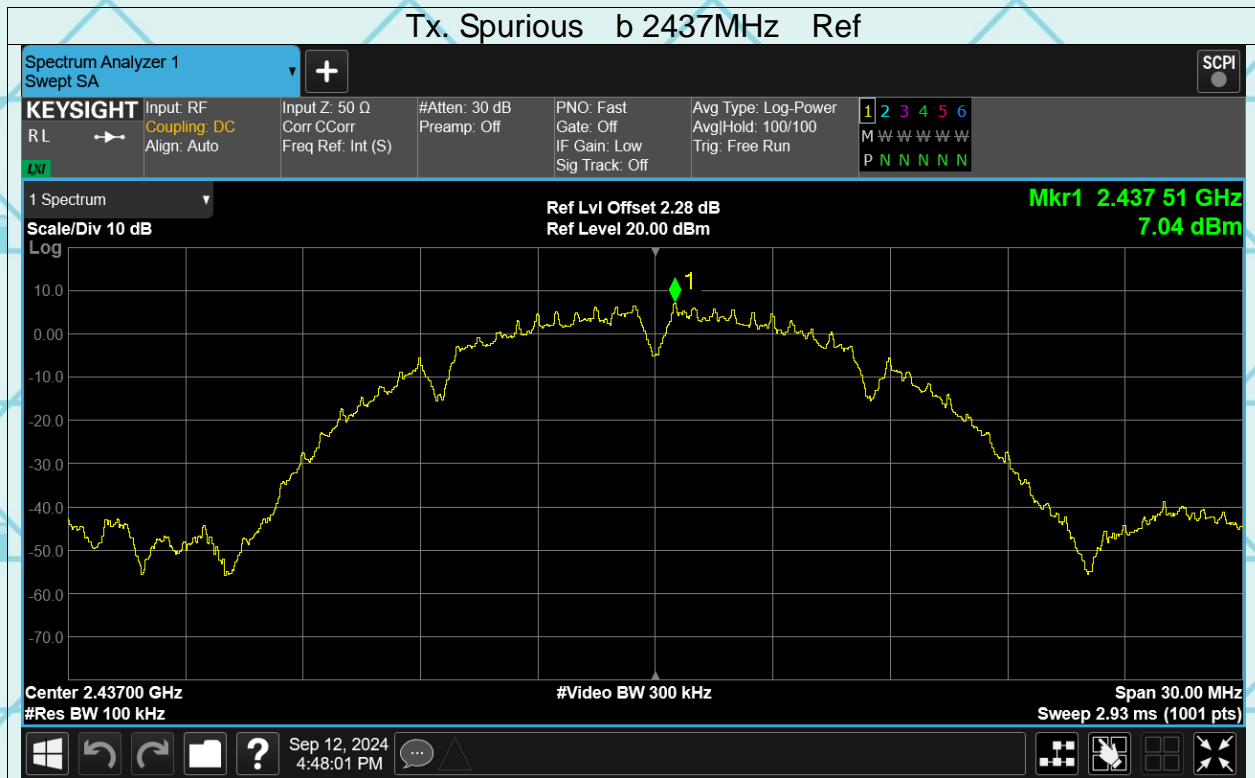 Tx. Spurious b 2437MHz Ref
Spectrum Analyzer 1
Swept SA
+
SCPI
KEYSIGHT
R L
LXI
Input: RF
Coupling: DC
Align: Auto
Input Z: 50 Ω
Corr CCorr
Freq Ref: Int (S)
#Atten: 30 dB
Preamp: Off
PNO: Fast
Gate: Off
IF Gain: Low
Sig Track: Off
Avg Type: Log-Power
Avg|Hold: 100/100
Trig: Free Run
1 2 3 4 5 6
M W W W W W
P N N N N N
1 Spectrum
Scale/Div 10 dB
Log
Ref Lvl Offset 2.28 dB
Ref Level 20.00 dBm
Mkr1 2.437 51 GHz
7.04 dBm
1
10.0
0.00
-10.0
-20.0
-30.0
-40.0
-50.0
-60.0
-70.0
Center 2.43700 GHz
#Res BW 100 kHz
#Video BW 300 kHz
Span 30.00 MHz
Sweep 2.93 ms (1001 pts)
?
Sep 12, 2024
4:48:01 PM